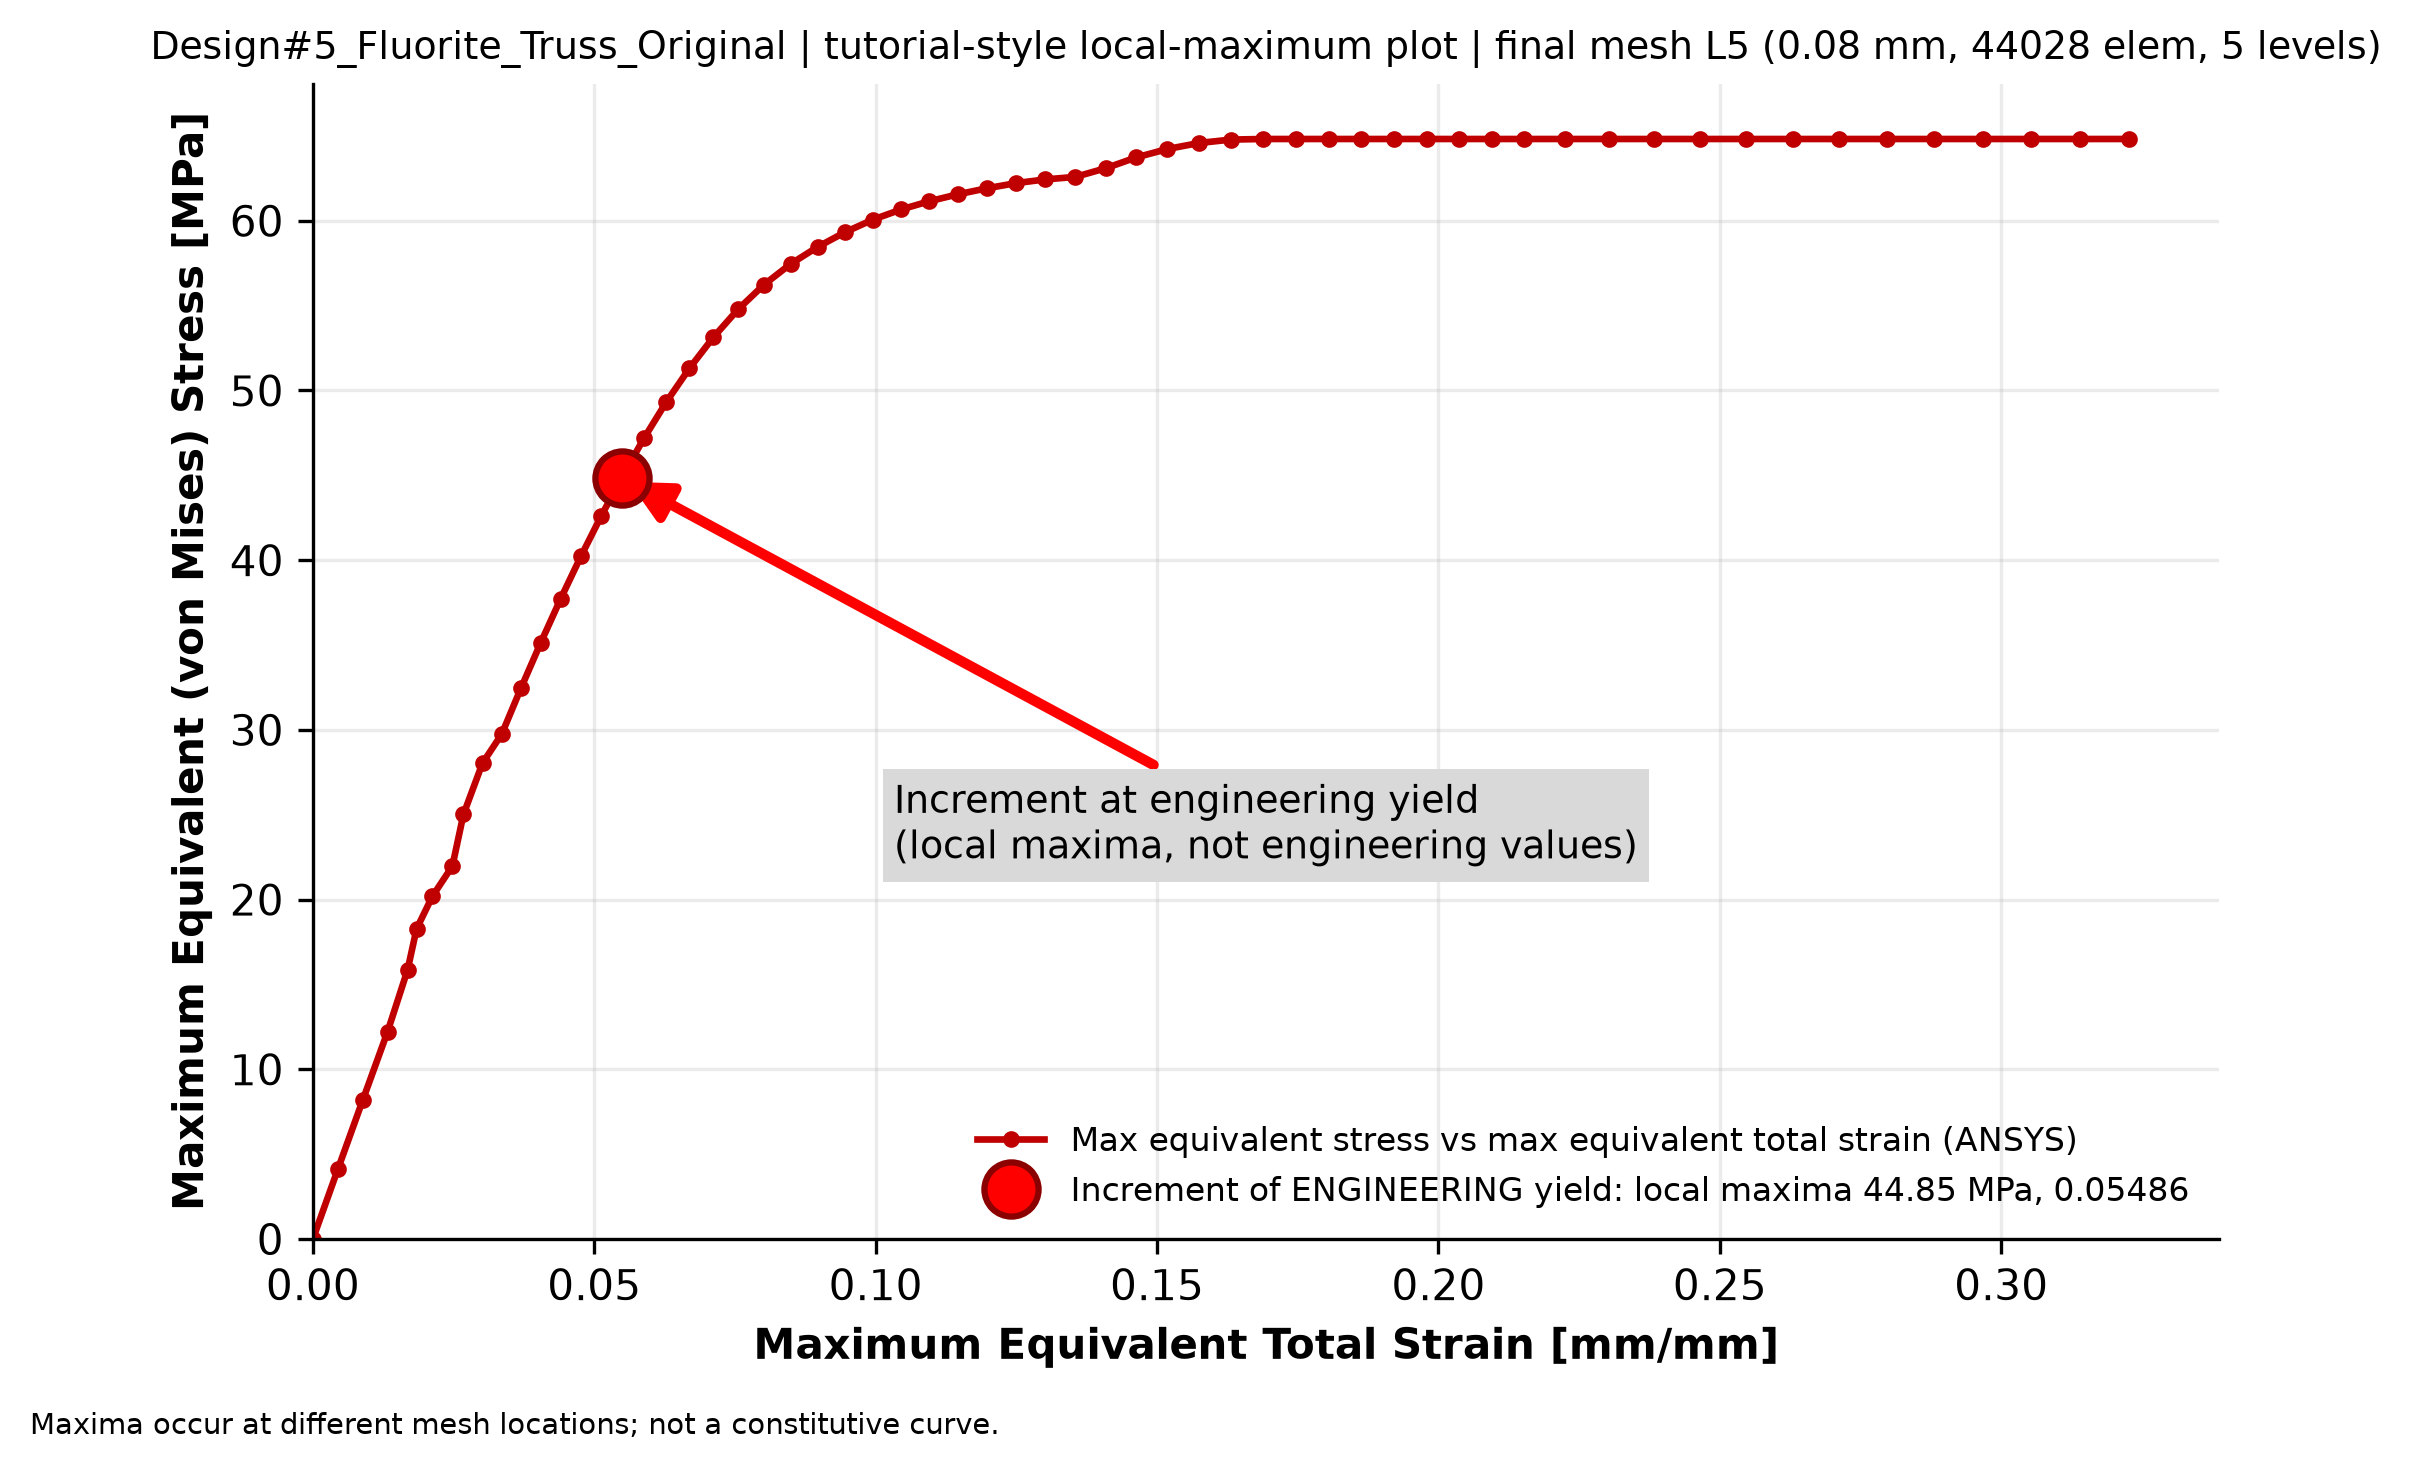 Design#5_Fluorite_Truss_Original | tutorial-style local-maximum plot | final mesh L5 (0.08 mm, 44028 elem, 5 levels)
Maximum Equivalent (von Mises) Stress [MPa]
60
50
40
30
20
10
0
Increment at engineering yield
(local maxima, not engineering values)
Max equivalent stress vs max equivalent total strain (ANSYS)
Increment of ENGINEERING yield: local maxima 44.85 MPa, 0.05486
0.00 0.05 0.10 0.15 0.20 0.25 0.30
Maximum Equivalent Total Strain [mm/mm]
Maxima occur at different mesh locations; not a constitutive curve.